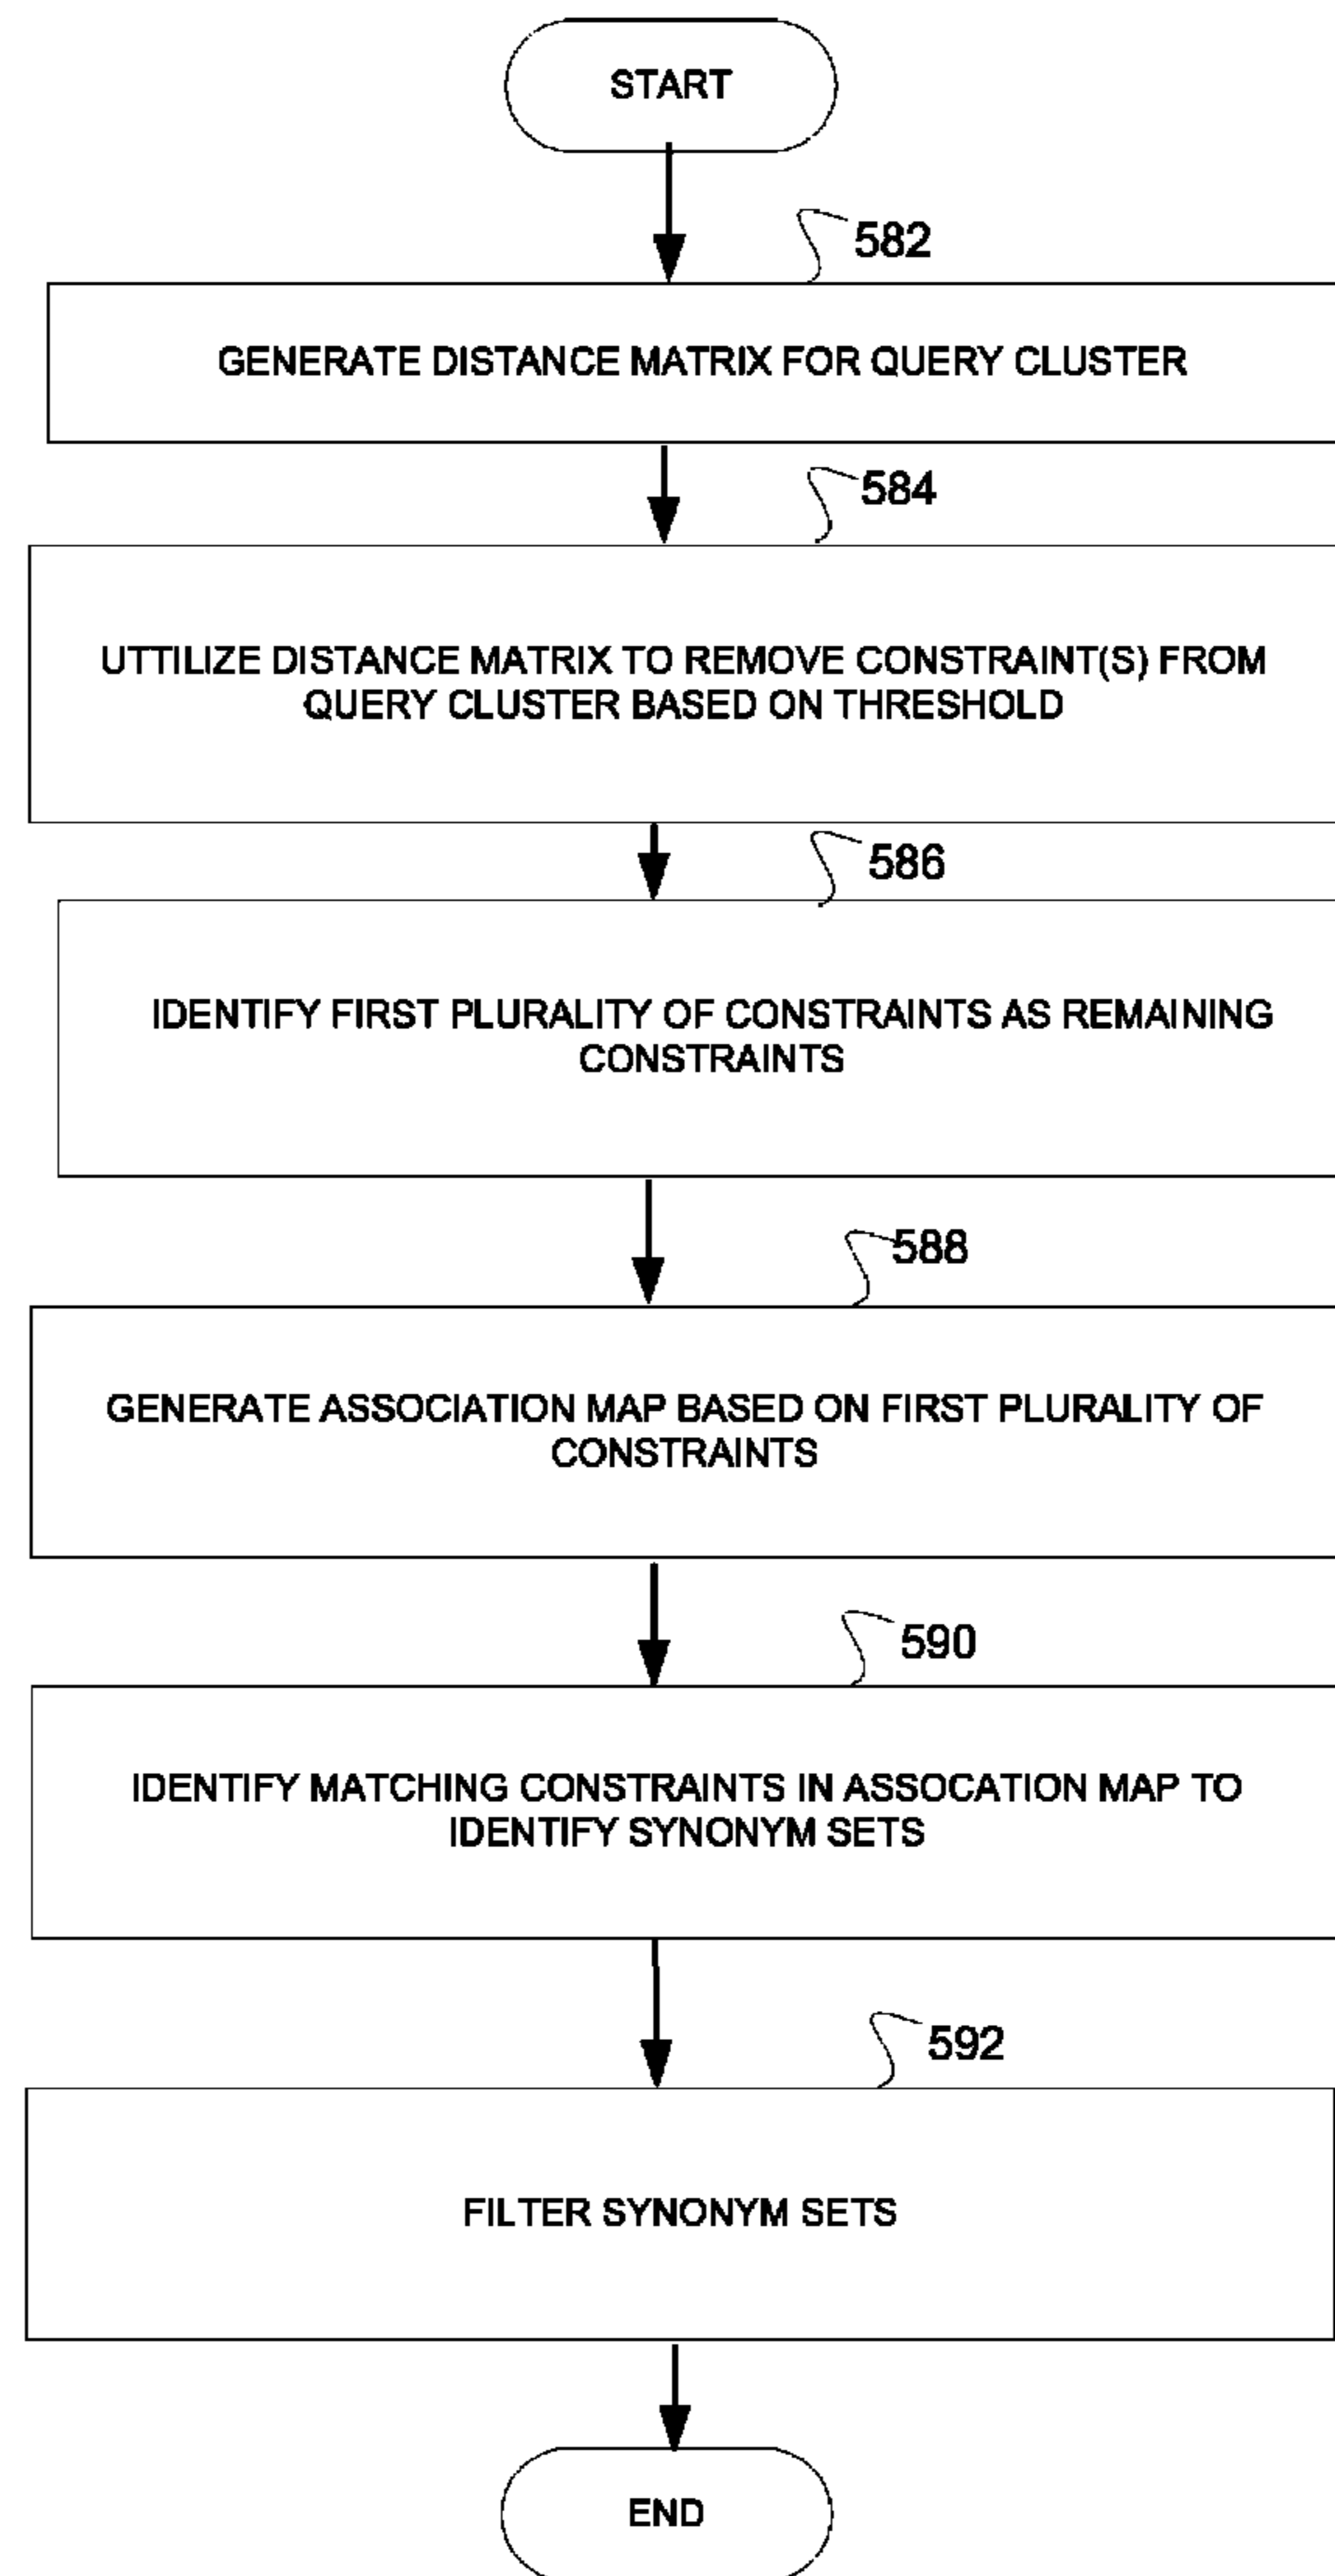 START
582
GENERATE DISTANCE MATRIX FOR QUERY CLUSTER
584
UTTILIZE DISTANCE MATRIX TO REMOVE CONSTRAINT(S) FROM
QUERY CLUSTER BASED ON THRESHOLD
586
IDENTIFY FIRST PLURALITY OF CONSTRAINTS AS REMAINING
CONSTRAINTS
588
GENERATE ASSOCIATION MAP BASED ON FIRST PLURALITY OF
CONSTRAINTS
590
IDENTIFY MATCHING CONSTRAINTS IN ASSOCATION MAP TO
IDENTIFY SYNONYM SETS
592
FILTER SYNONYM SETS
END